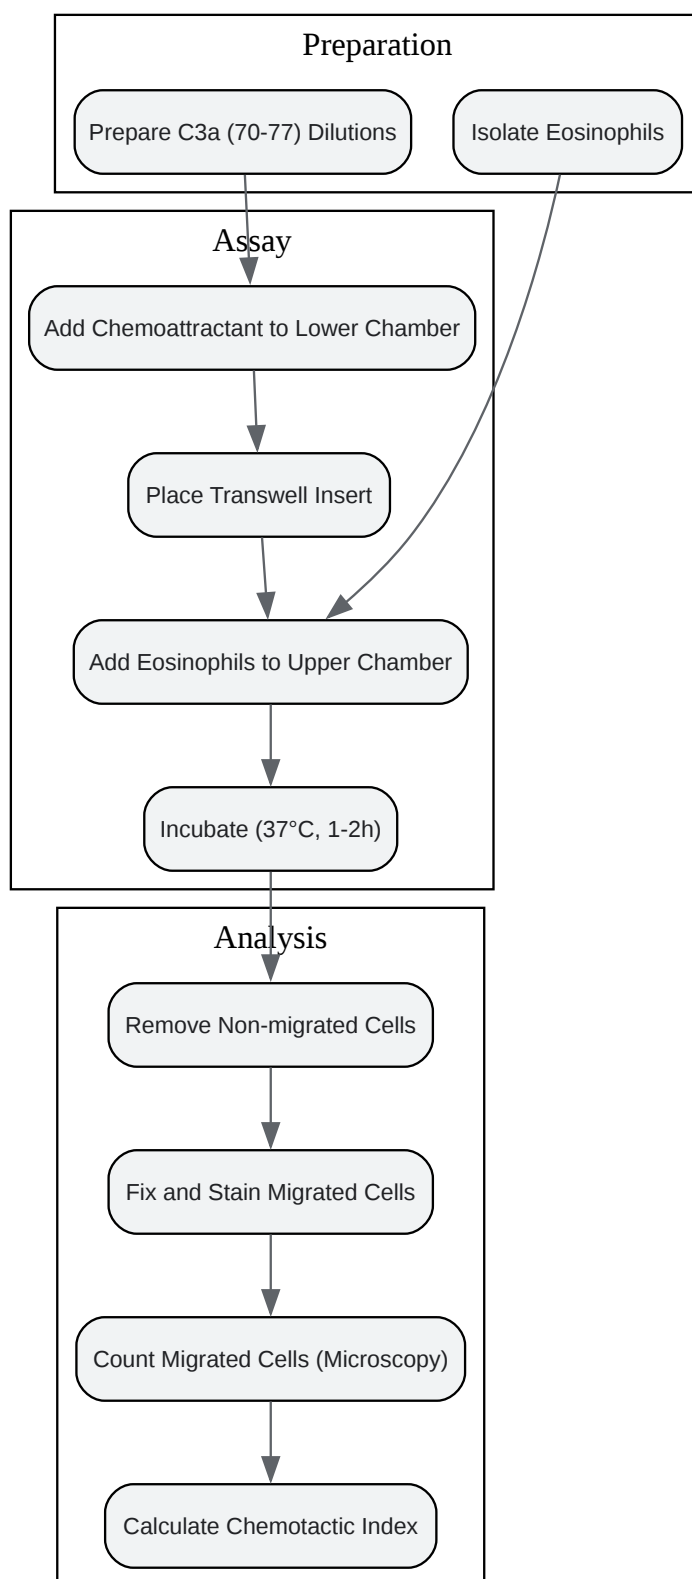 Preparation
Prepare C3a (70-77) Dilutions
Isolate Eosinophils
Assay
Add Chemoattractant to Lower Chamber
Place Transwell Insert
Add Eosinophils to Upper Chamber
Incubate (37°C, 1-2h)
Analysis
Remove Non-migrated Cells
Fix and Stain Migrated Cells
Count Migrated Cells (Microscopy)
Calculate Chemotactic Index